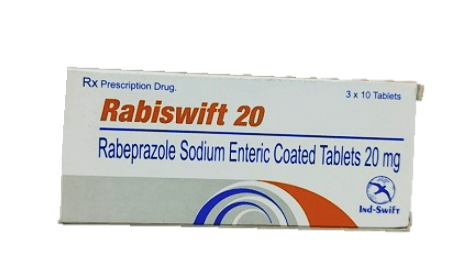 Rx Prescription Drug.
3 x 10 Tablets
Rabiswift 20
Rabeprazole Sodium Enteric Coated Tablets 20 mg
Ind-Swift